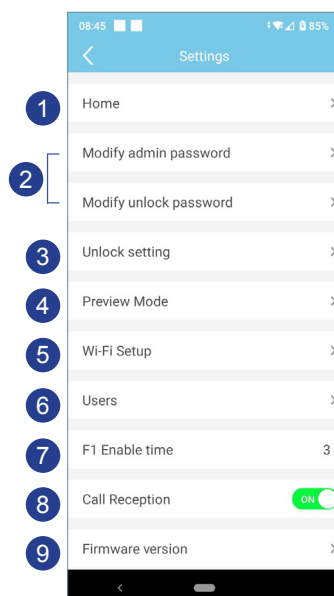 08:45 85%
Settings
1 Home
2 Modify admin password
Modify unlock password
3 Unlock setting
4 Preview Mode
5 Wi-Fi Setup
6 Users
7 F1 Enable time 3
8 Call Reception ON
9 Firmware version